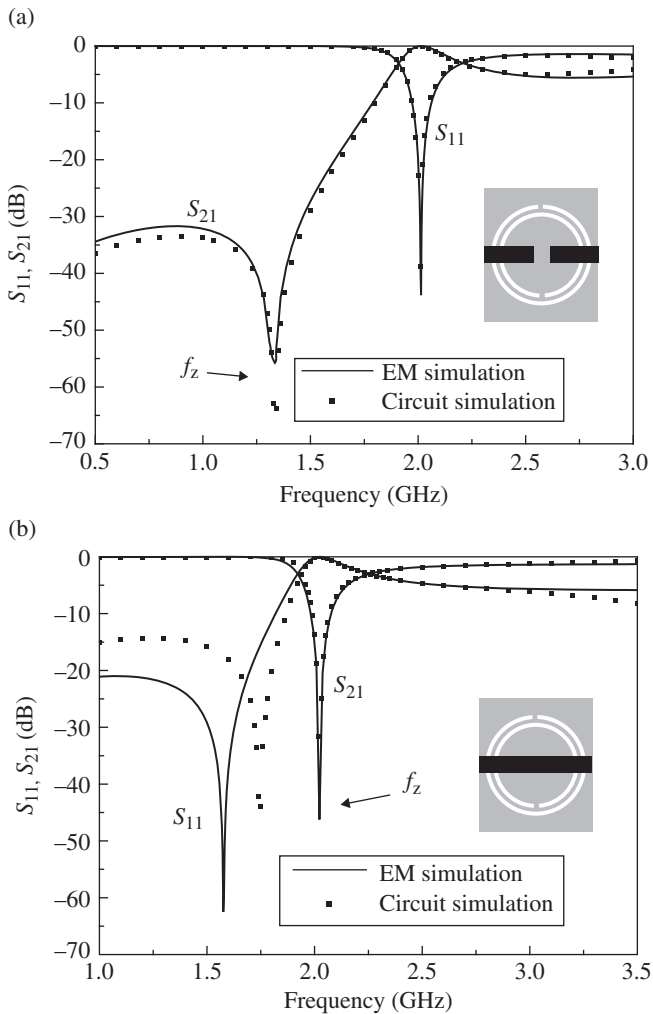 (a)
0
–10
–20
–30
–40
–50
–60
–70
S11, S21 (dB)
S11
S21
fz
EM simulation
Circuit simulation
0.5 1.0 1.5 2.0 2.5 3.0
Frequency (GHz)
(b)
0
–10
–20
–30
–40
–50
–60
–70
S11, S21 (dB)
S21
S11
fz
EM simulation
Circuit simulation
1.0 1.5 2.0 2.5 3.0 3.5
Frequency (GHz)